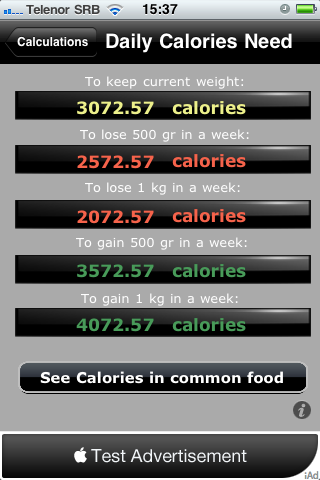 Telenor SRB 15:37
Calculations Daily Calories Need
To keep current weight:
3072.57 calories
To lose 500 gr in a week:
2572.57 calories
To lose 1 kg in a week:
2072.57 calories
To gain 500 gr in a week:
3572.57 calories
To gain 1 kg in a week:
4072.57 calories
See Calories in common food
i
Test Advertisement
iAd